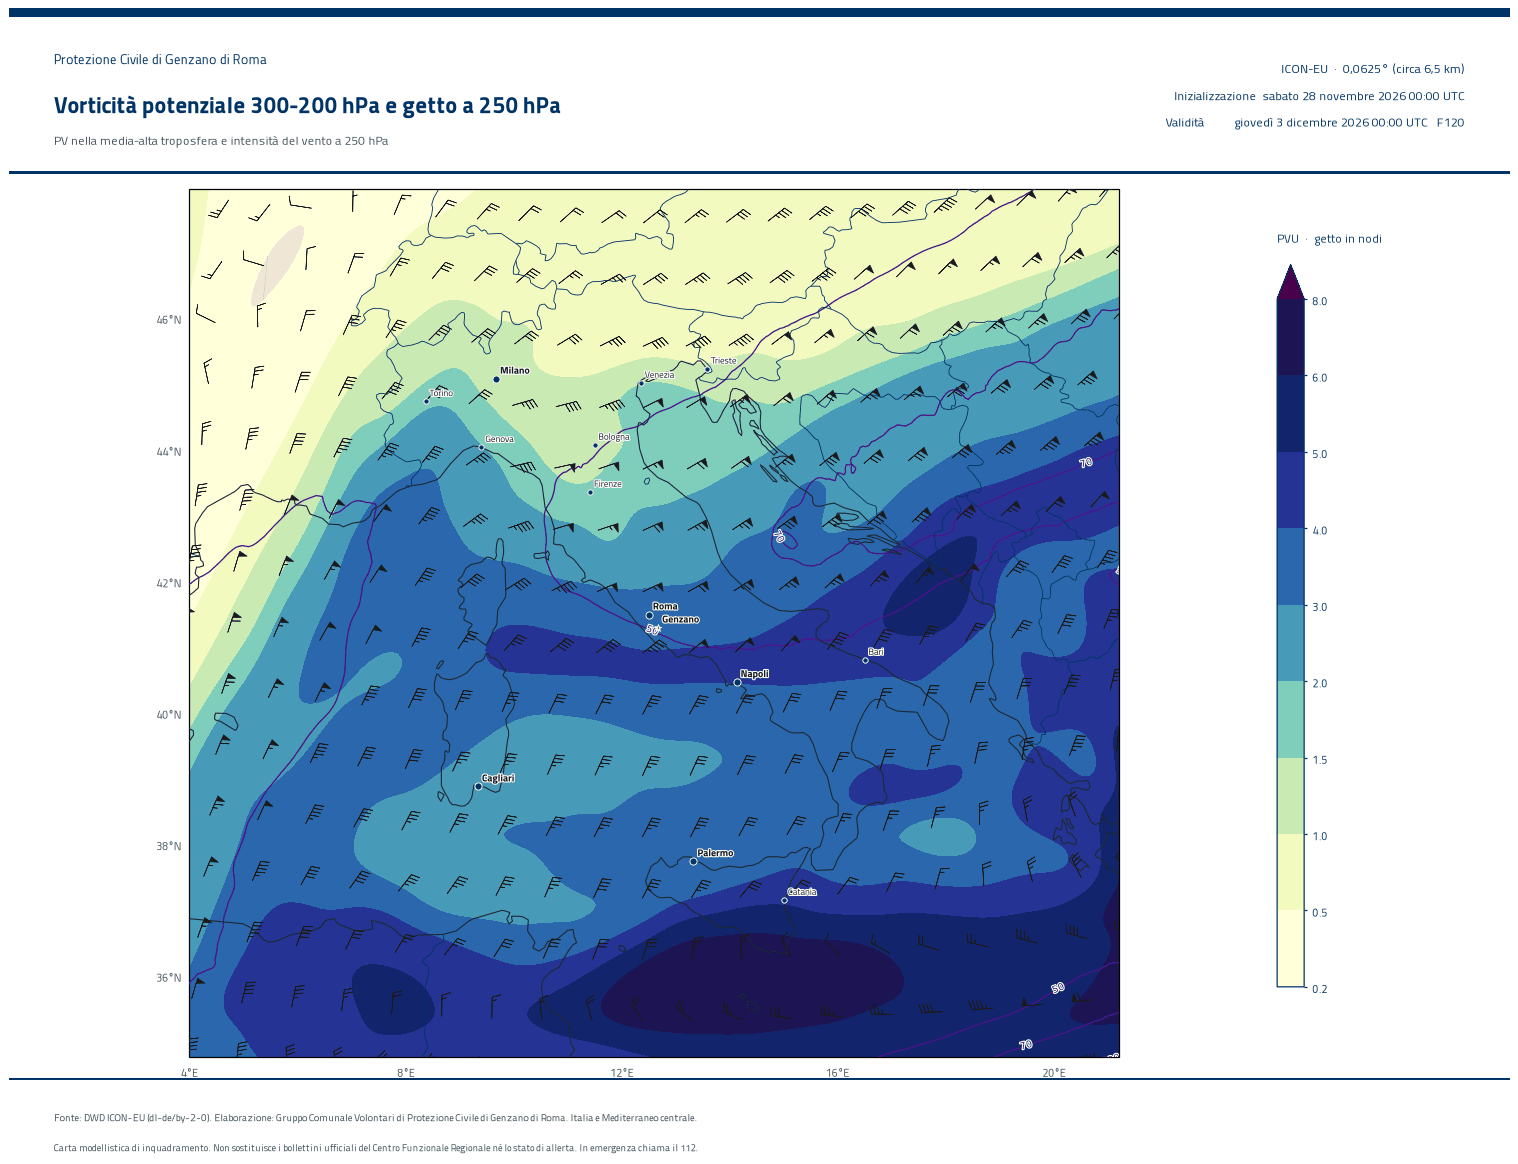 Protezione Civile di Genzano di Roma
Vorticità potenziale 300-200 hPa e getto a 250 hPa
PV nella media-alta troposfera e intensità del vento a 250 hPa
ICON-EU · 0,0625° (circa 6,5 km)
Inizializzazione sabato 28 novembre 2026 00:00 UTC
Validità giovedì 3 dicembre 2026 00:00 UTC F120
PVU · getto in nodi
8.0
6.0
5.0
4.0
3.0
2.0
1.5
1.0
0.5
0.2
46°N
44°N
42°N
40°N
38°N
36°N
4°E
8°E
12°E
16°E
20°E
Trieste
Milano
Venezia
Torino
Genova
Bologna
Firenze
70
70
Roma
Genzano
Bari
Napoli
Cagliari
Palermo
Catania
50
70
Fonte: DWD ICON-EU (dl-de/by-2-0). Elaborazione: Gruppo Comunale Volontari di Protezione Civile di Genzano di Roma. Italia e Mediterraneo centrale.
Carta modellistica di inquadramento. Non sostituisce i bollettini ufficiali del Centro Funzionale Regionale né lo stato di allerta. In emergenza chiama il 112.